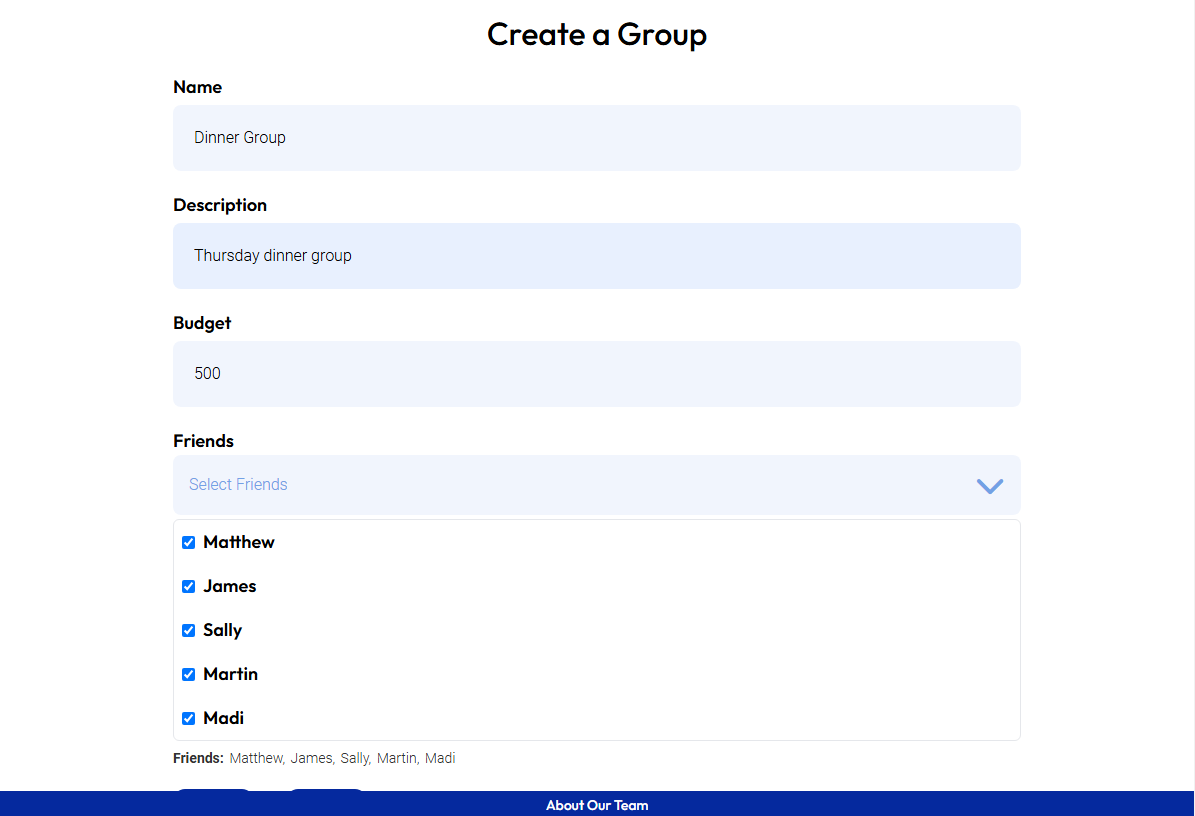 Create a Group
Name
Dinner Group
Description
Thursday dinner group
Budget
500
Friends
Select Friends
Matthew
James
Sally
Martin
Madi
Friends: Matthew, James, Sally, Martin, Madi
About Our Team